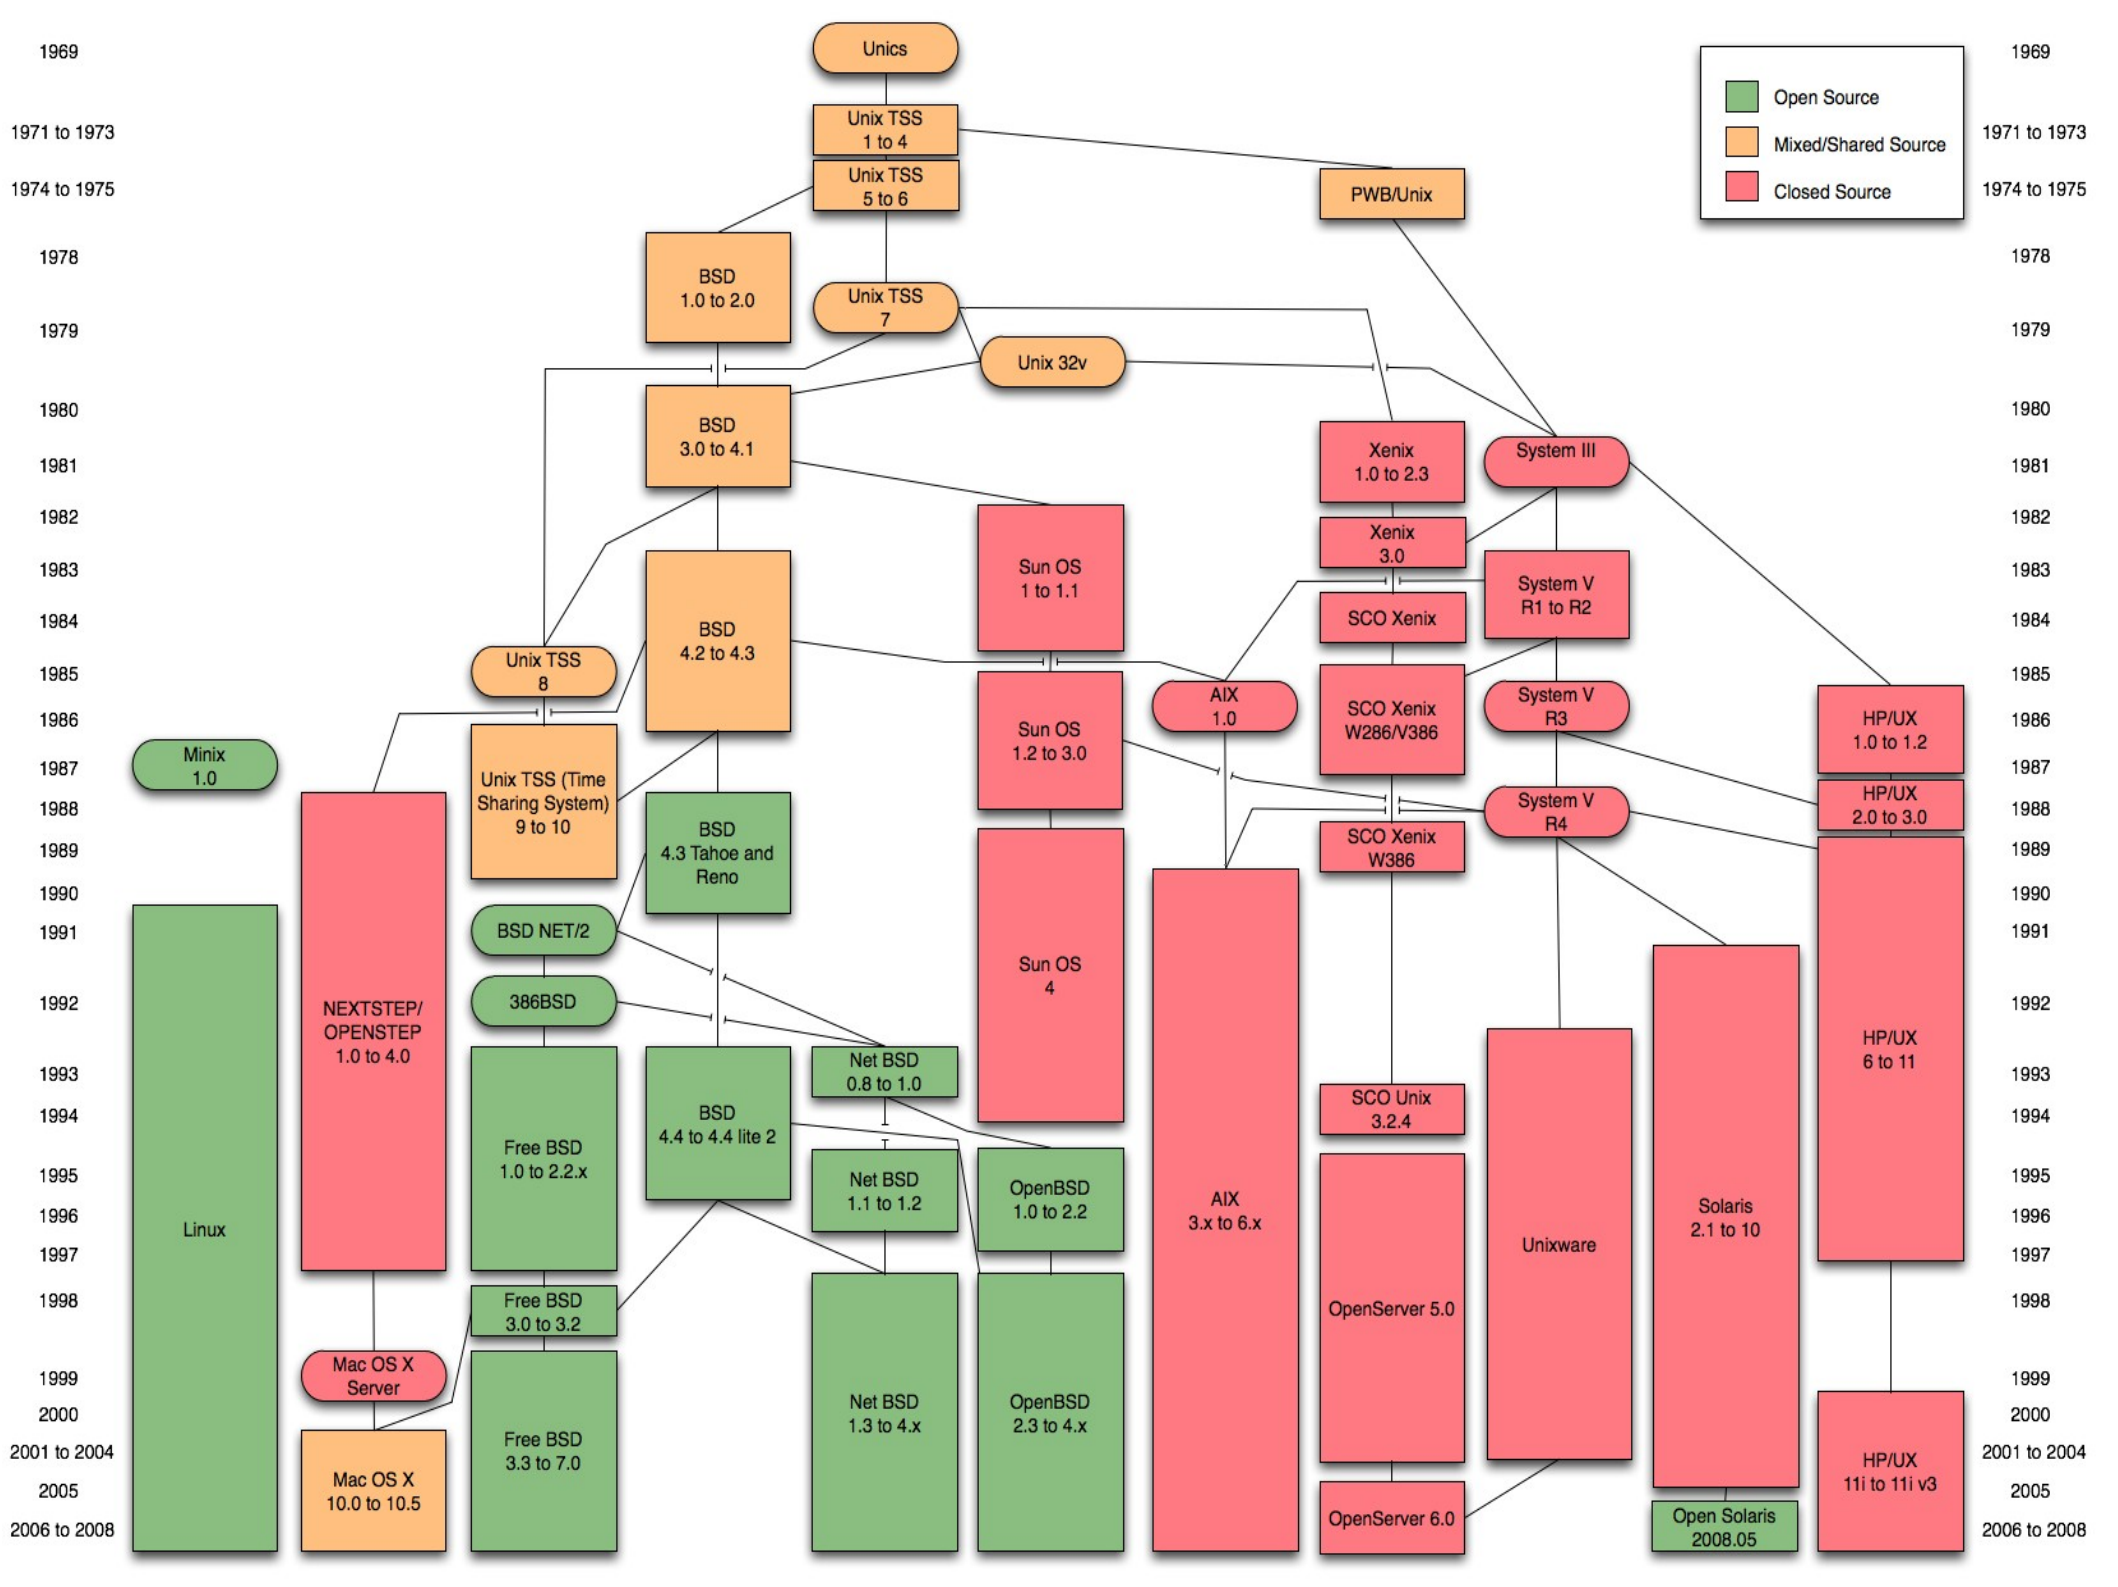 1969
Unics
1969
Open Source
Mixed/Shared Source
Closed Source
1971 to 1973
Unix TSS
1 to 4
1971 to 1973
1974 to 1975
Unix TSS
5 to 6
PWB/Unix
1974 to 1975
1978
BSD
1.0 to 2.0
Unix TSS
7
1978
1979
Unix 32v
1979
1980
BSD
3.0 to 4.1
1980
1981
Xenix
1.0 to 2.3
System III
1981
1982
Xenix
3.0
1982
1983
Sun OS
1 to 1.1
System V
R1 to R2
1983
1984
BSD
4.2 to 4.3
SCO Xenix
1984
1985
Unix TSS
8
AIX
1.0
System V
R3
1985
1986
Sun OS
1.2 to 3.0
SCO Xenix
W286/V386
HP/UX
1.0 to 1.2
1986
Minix
1.0
1987
Unix TSS (Time
Sharing System)
9 to 10
1987
1988
System V
R4
HP/UX
2.0 to 3.0
1988
1989
BSD
4.3 Tahoe and
Reno
SCO Xenix
W386
1989
1990
1990
1991
BSD NET/2
Sun OS
4
1991
1992
386BSD
1992
NEXTSTEP/
OPENSTEP
1.0 to 4.0
HP/UX
6 to 11
1993
Net BSD
0.8 to 1.0
1993
1994
BSD
4.4 to 4.4 lite 2
SCO Unix
3.2.4
1994
Free BSD
1.0 to 2.2.x
1995
Net BSD
1.1 to 1.2
OpenBSD
1.0 to 2.2
1995
1996
Linux
AIX
3.x to 6.x
Unixware
Solaris
2.1 to 10
1996
1997
1997
1998
Free BSD
3.0 to 3.2
OpenServer 5.0
1998
Mac OS X
Server
1999
1999
2000
Net BSD
1.3 to 4.x
OpenBSD
2.3 to 4.x
2000
2001 to 2004
Free BSD
3.3 to 7.0
2001 to 2004
2005
Mac OS X
10.0 to 10.5
HP/UX
11i to 11i v3
2005
2006 to 2008
OpenServer 6.0
Open Solaris
2008.05
2006 to 2008